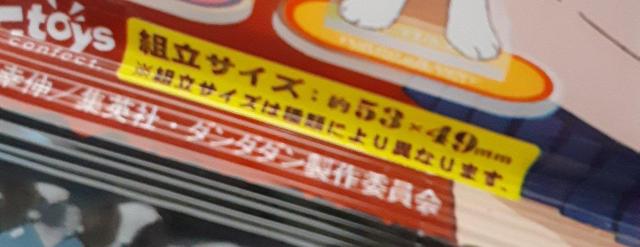 toys
confect
組立サイズ：約53×49mm
※組立サイズは種類により異なります。
幸伸／集英社・ダンダダン製作委員会